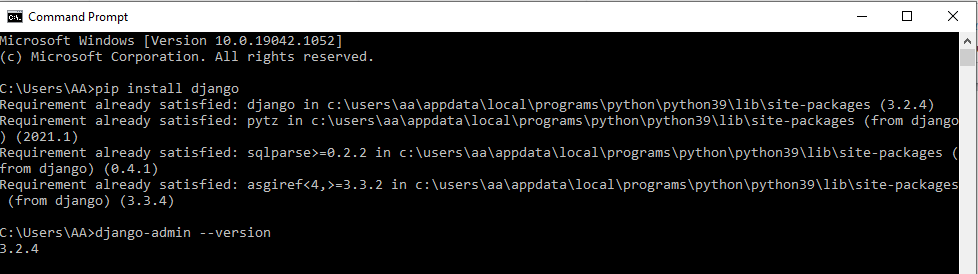 Command Prompt
Microsoft Windows [Version 10.0.19042.1052]
(c) Microsoft Corporation. All rights reserved.
C:\Users\AA>pip install django
Requirement already satisfied: django in c:\users\aa\appdata\local\programs\python\python39\lib\site-packages (3.2.4)
Requirement already satisfied: pytz in c:\users\aa\appdata\local\programs\python\python39\lib\site-packages (from django
) (2021.1)
Requirement already satisfied: sqlparse>=0.2.2 in c:\users\aa\appdata\local\programs\python\python39\lib\site-packages (
from django) (0.4.1)
Requirement already satisfied: asgiref<4,>=3.3.2 in c:\users\aa\appdata\local\programs\python\python39\lib\site-packages
 (from django) (3.3.4)
C:\Users\AA>django-admin --version
3.2.4